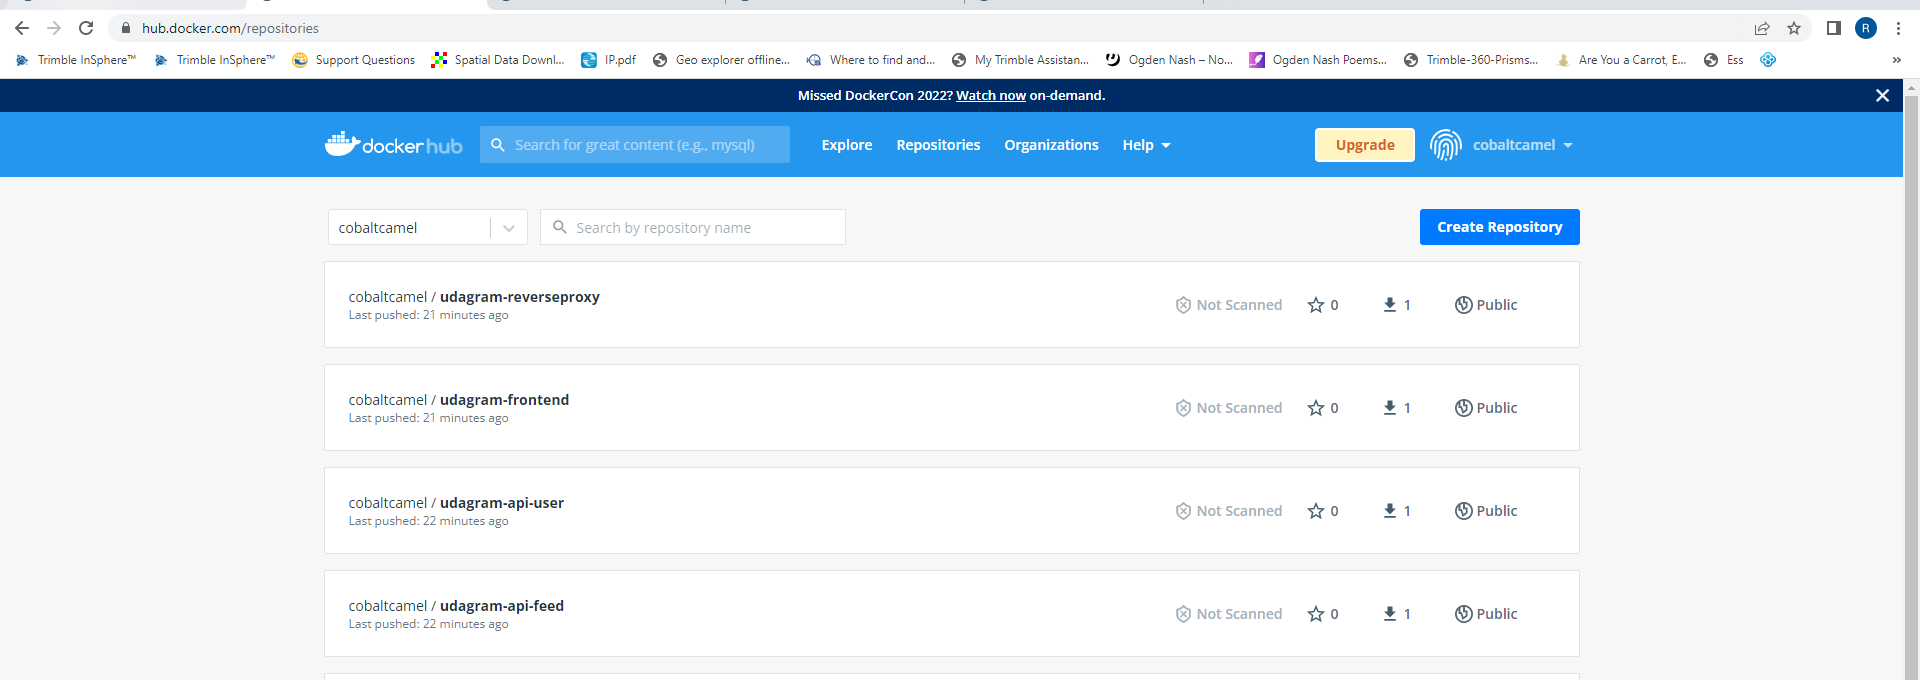 hub.docker.com/repositories
R
Trimble InSphere™ Trimble InSphere™ Support Questions Spatial Data Downl... IP.pdf Geo explorer offline... Where to find and... My Trimble Assistan... Ogden Nash – No... Ogden Nash Poems... Trimble-360-Prisms... Are You a Carrot, E... Ess »
Missed DockerCon 2022? Watch now on-demand.
docker hub Search for great content (e.g., mysql) Explore Repositories Organizations Help Upgrade cobaltcamel
cobaltcamel Search by repository name Create Repository
cobaltcamel / udagram-reverseproxy
Last pushed: 21 minutes ago
Not Scanned 0 1 Public
cobaltcamel / udagram-frontend
Last pushed: 21 minutes ago
Not Scanned 0 1 Public
cobaltcamel / udagram-api-user
Last pushed: 22 minutes ago
Not Scanned 0 1 Public
cobaltcamel / udagram-api-feed
Last pushed: 22 minutes ago
Not Scanned 0 1 Public